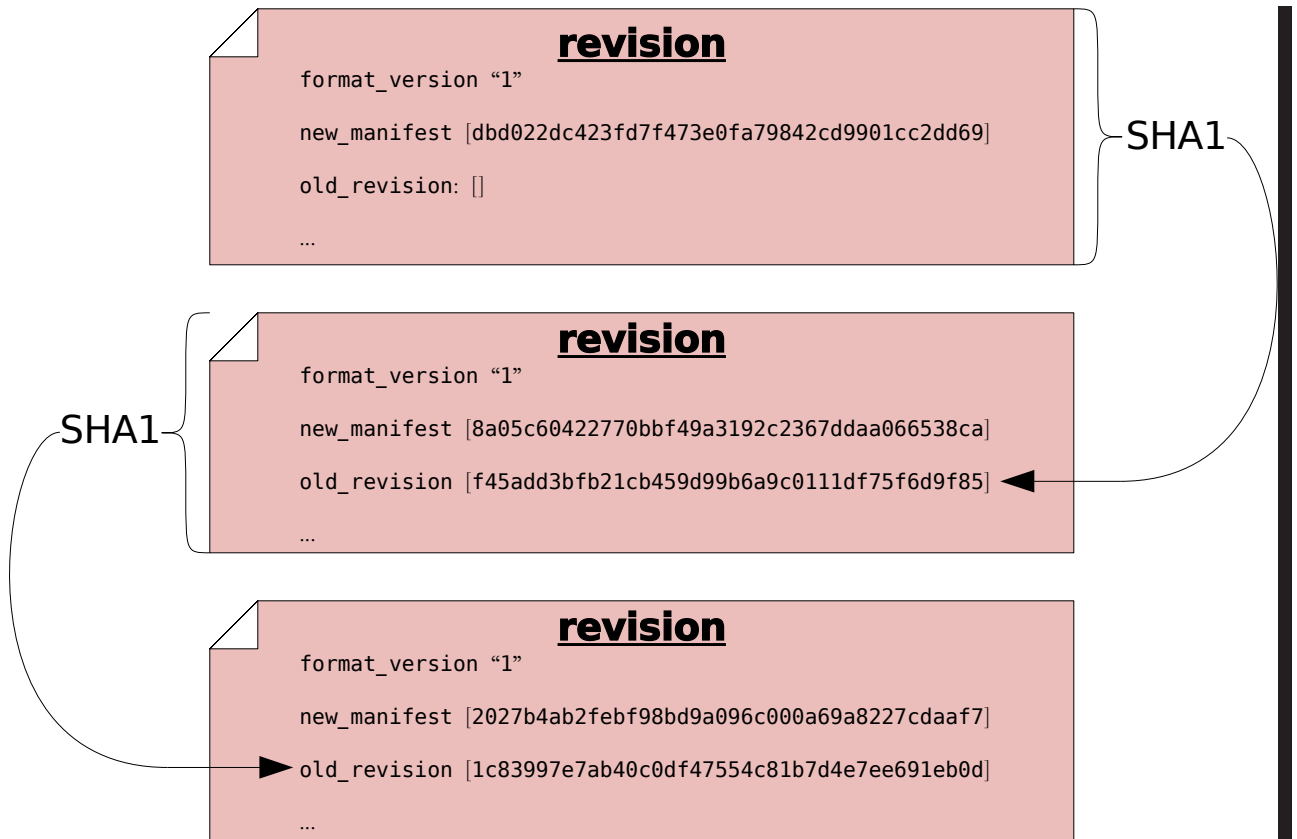 revision
format_version “1”
new_manifest [dbd022dc423fd7f473e0fa79842cd9901cc2dd69]
SHA1
old_revision: []
...
revision
format_version “1”
new_manifest [8a05c60422770bbf49a3192c2367ddaa066538ca]
SHA1
old_revision [f45add3bfb21cb459d99b6a9c0111df75f6d9f85]
...
revision
format_version “1”
new_manifest [2027b4ab2febf98bd9a096c000a69a8227cdaaf7]
old_revision [1c83997e7ab40c0df47554c81b7d4e7ee691eb0d]
...